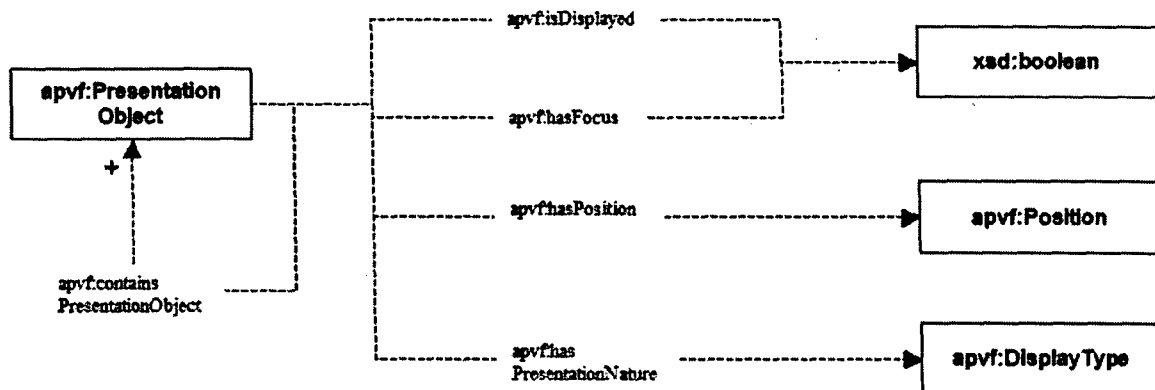 apvf:isDisplayed
xsd:boolean
apvf:Presentation
Object
apvf:hasFocus
+
apvf:hasPosition
apvf:Position
apvf:contains
PresentationObject
apvf:has
PresentationNature
apvf:DisplayType